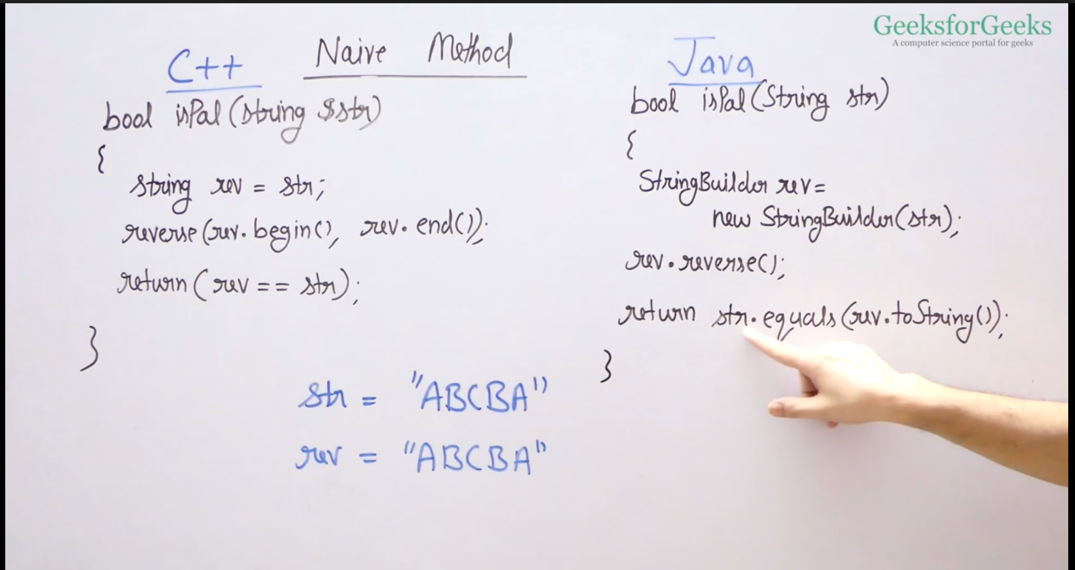 GeeksforGeeks
A computer science portal for geeks
Naive Method
C++
bool isPal(string $str)
{
string rev = str;
reverse(rev.begin(), rev.end());
return(rev == str);
}
Java
bool isPal(String str)
{
StringBuilder rev=
new StringBuilder(str);
rev.reverse();
return str.equals(rev.toString());
}
str = "ABCBA"
rev = "ABCBA"